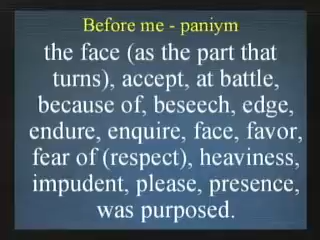 Before me - paniym
the face (as the part that
turns), accept, at battle,
because of, beseech, edge,
endure, enquire, face, favor,
fear of (respect), heaviness,
impudent, please, presence,
was purposed.